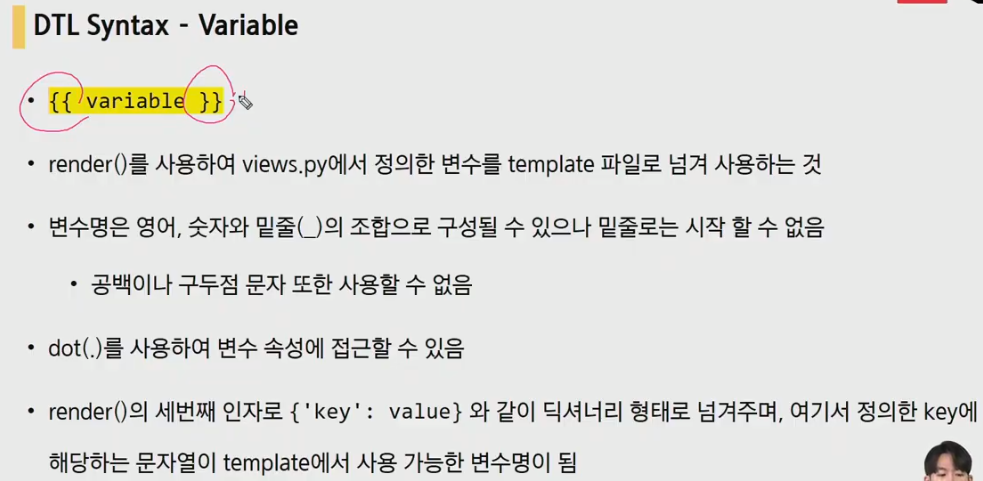 DTL Syntax - Variable
• {{ variable }}
• render()를 사용하여 views.py에서 정의한 변수를 template 파일로 넘겨 사용하는 것
• 변수명은 영어, 숫자와 밑줄(_)의 조합으로 구성될 수 있으나 밑줄로는 시작 할 수 없음
• 공백이나 구두점 문자 또한 사용할 수 없음
• dot(.)를 사용하여 변수 속성에 접근할 수 있음
• render()의 세번째 인자로 {'key': value} 와 같이 딕셔너리 형태로 넘겨주며, 여기서 정의한 key에
해당하는 문자열이 template에서 사용 가능한 변수명이 됨